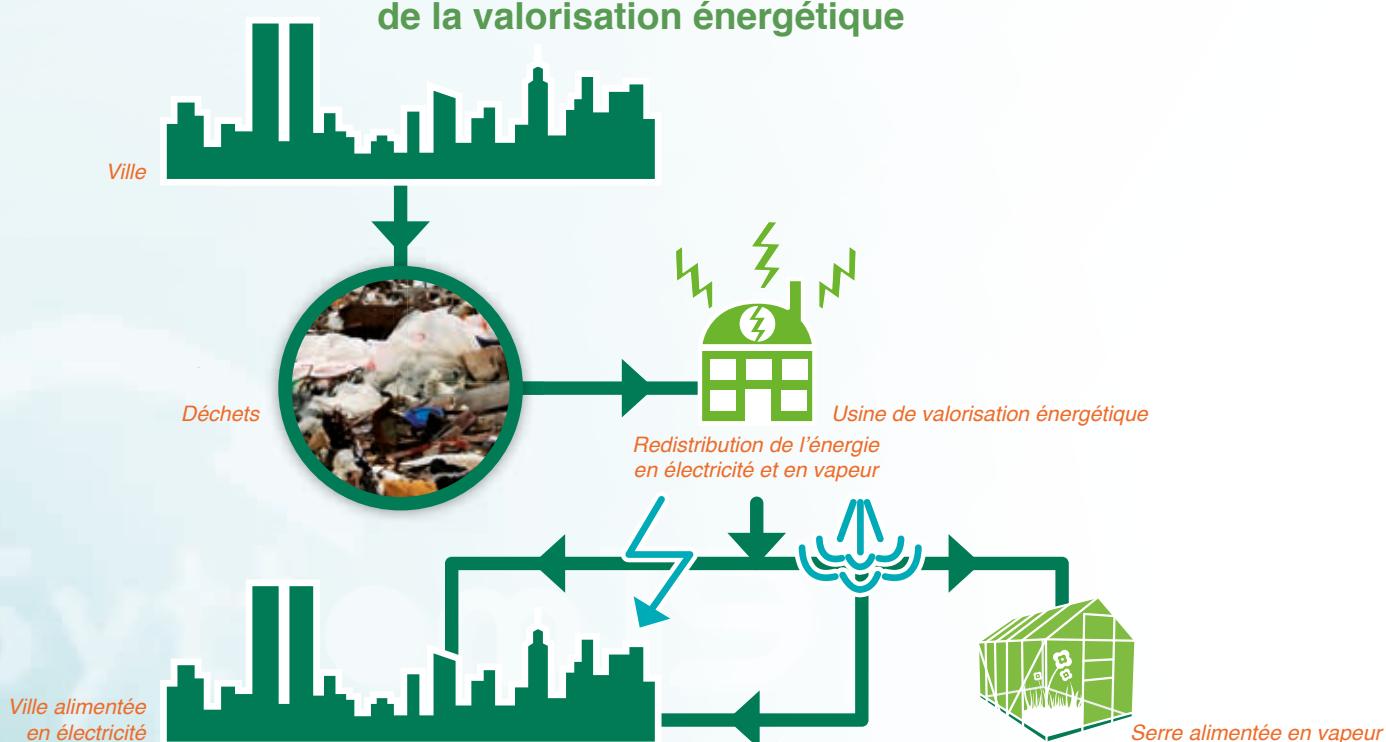 de la valorisation énergétique
Ville
Déchets
Usine de valorisation énergétique
Redistribution de l'énergie
en électricité et en vapeur
Ville alimentée
en électricité
Serre alimentée en vapeur